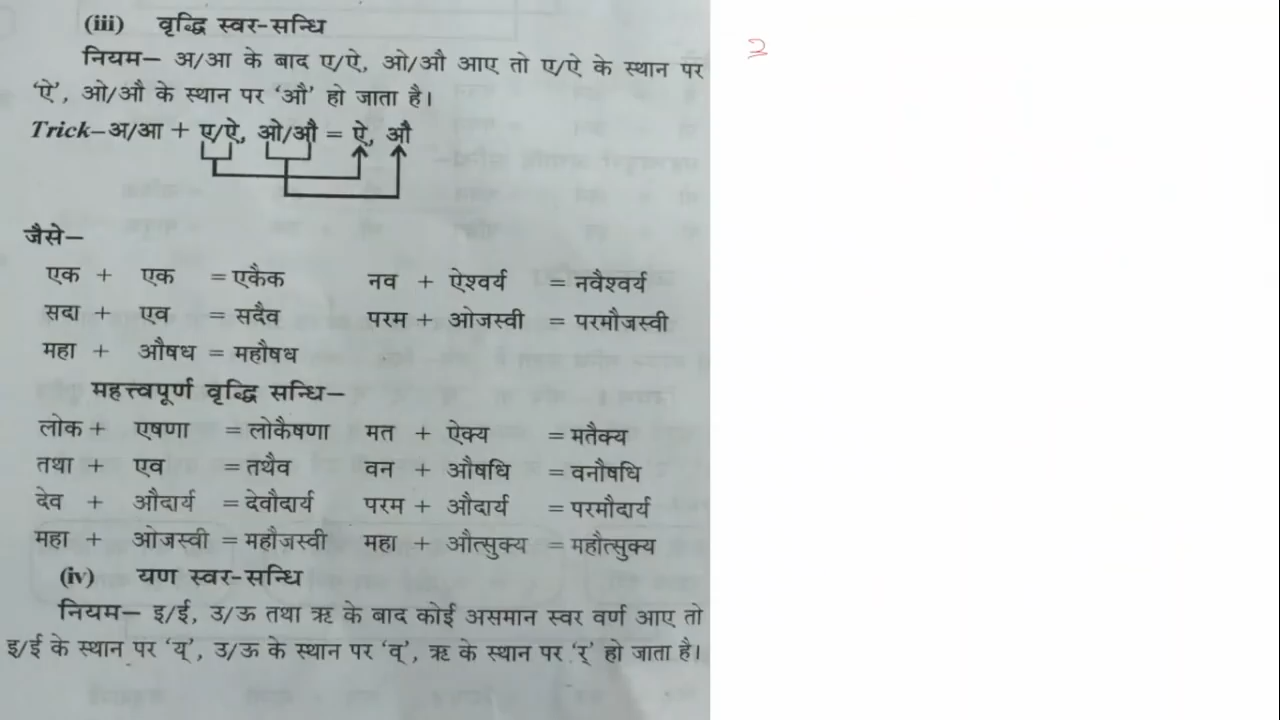 (iii) वृद्धि स्वर-सन्धि
नियम– अ/आ के बाद ए/ऐ, ओ/औ आए तो ए/ऐ के स्थान पर
'ऐ', ओ/औ के स्थान पर 'औ' हो जाता है।
Trick–अ/आ + ए/ऐ, ओ/औ = ऐ, औ
जैसे–
एक + एक = एकैक नव + ऐश्वर्य = नवैश्वर्य
सदा + एव = सदैव परम + ओजस्वी = परमौजस्वी
महा + औषध = महौषध
महत्त्वपूर्ण वृद्धि सन्धि–
लोक + एषणा = लोकैषणा मत + ऐक्य = मतैक्य
तथा + एव = तथैव वन + औषधि = वनौषधि
देव + औदार्य = देवौदार्य परम + औदार्य = परमौदार्य
महा + ओजस्वी = महौजस्वी महा + औत्सुक्य = महौत्सुक्य
(iv) यण स्वर-सन्धि
नियम– इ/ई, उ/ऊ तथा ऋ के बाद कोई असमान स्वर वर्ण आए तो
इ/ई के स्थान पर 'य्', उ/ऊ के स्थान पर 'व्', ऋ के स्थान पर 'र्' हो जाता है।